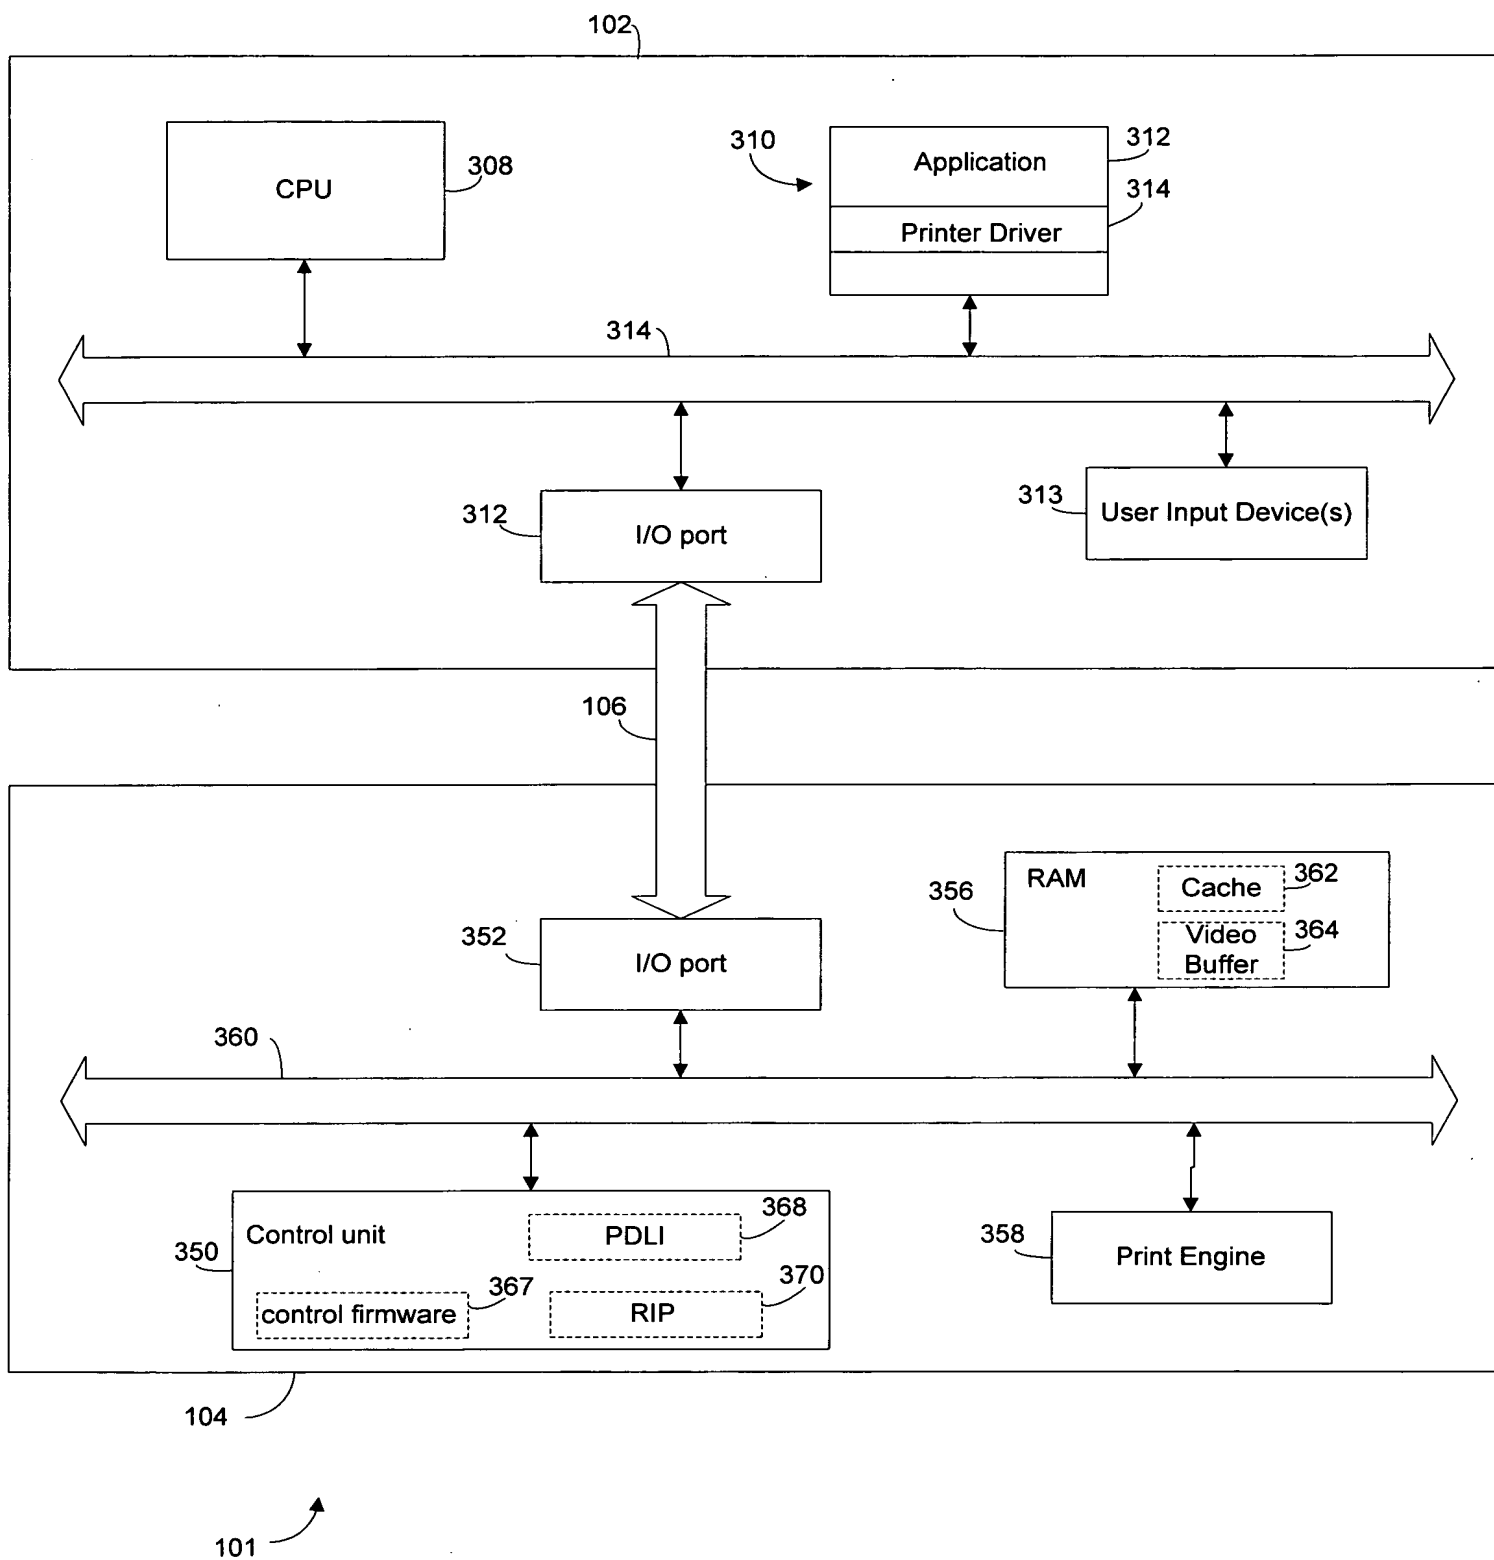 102
CPU
308
310
Application
312
314
Printer Driver
314
312
I/O port
313
User Input Device(s)
106
352
I/O port
356
RAM
Cache
362
Video
Buffer
364
360
350
Control unit
PDLI
368
control firmware
367
RIP
370
358
Print Engine
104
101